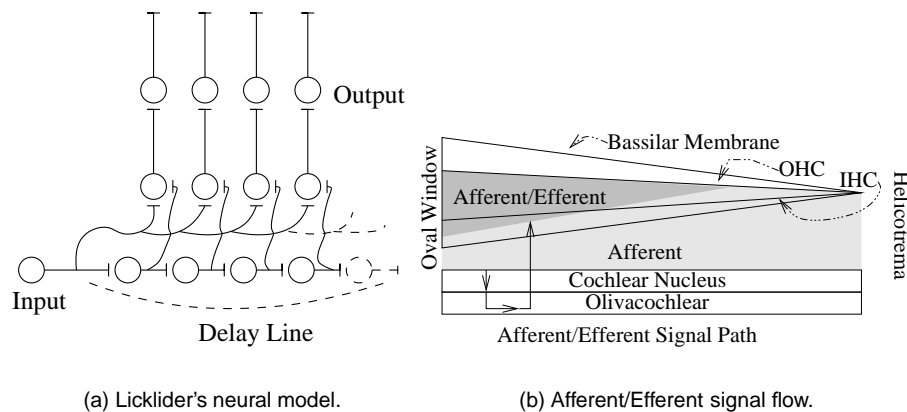 Output
Input
Delay Line
(a) Licklider's neural model.
Bassilar Membrane
OHC
IHC
Oval Window
Helicotrema
Afferent/Efferent
Afferent
Cochlear Nucleus
Olivacochlear
Afferent/Efferent Signal Path
(b) Afferent/Efferent signal flow.